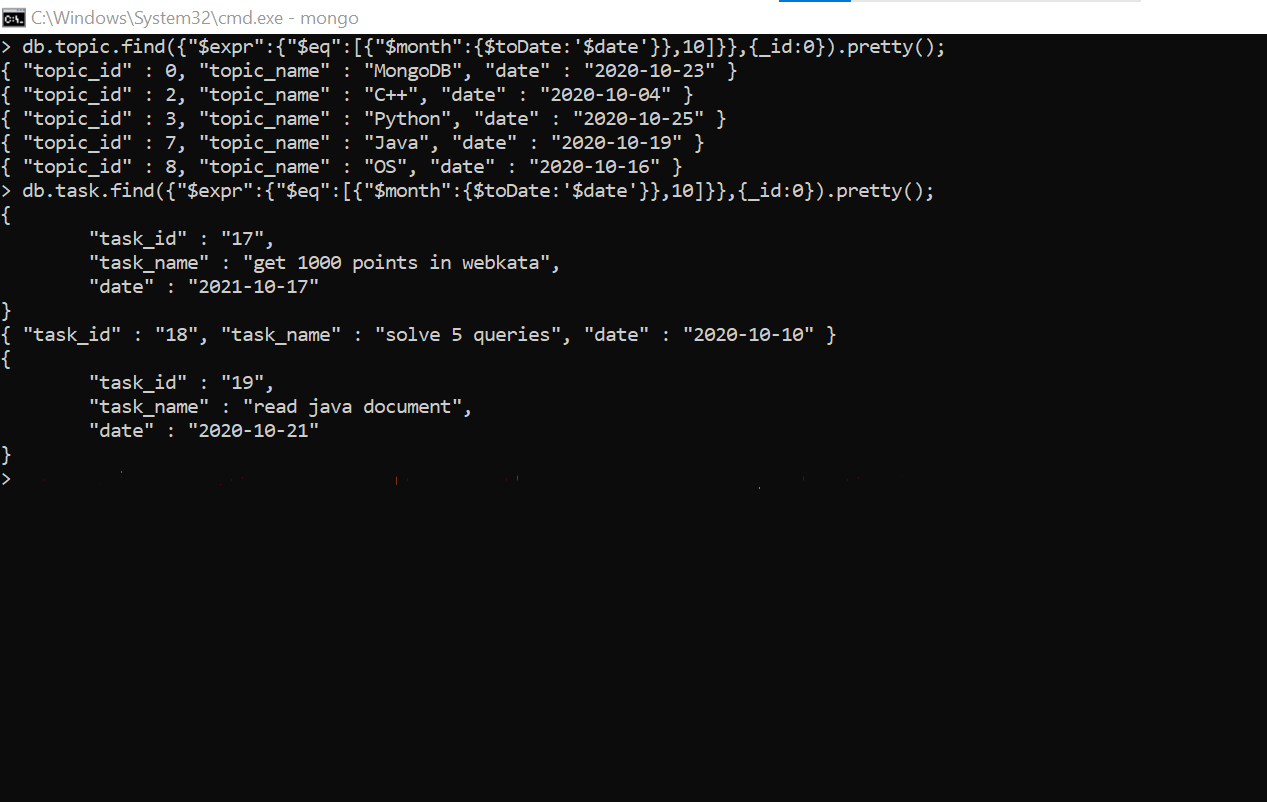 C:\Windows\System32\cmd.exe - mongo
> db.topic.find({"$expr":{"$eq":[{"$month":{$toDate:'$date'}},10]}},{_id:0}).pretty();
{ "topic_id" : 0, "topic_name" : "MongoDB", "date" : "2020-10-23" }
{ "topic_id" : 2, "topic_name" : "C++", "date" : "2020-10-04" }
{ "topic_id" : 3, "topic_name" : "Python", "date" : "2020-10-25" }
{ "topic_id" : 7, "topic_name" : "Java", "date" : "2020-10-19" }
{ "topic_id" : 8, "topic_name" : "OS", "date" : "2020-10-16" }
> db.task.find({"$expr":{"$eq":[{"$month":{$toDate:'$date'}},10]}},{_id:0}).pretty();
{
        "task_id" : "17",
        "task_name" : "get 1000 points in webkata",
        "date" : "2021-10-17"
}
{ "task_id" : "18", "task_name" : "solve 5 queries", "date" : "2020-10-10" }
{
        "task_id" : "19",
        "task_name" : "read java document",
        "date" : "2020-10-21"
}
>